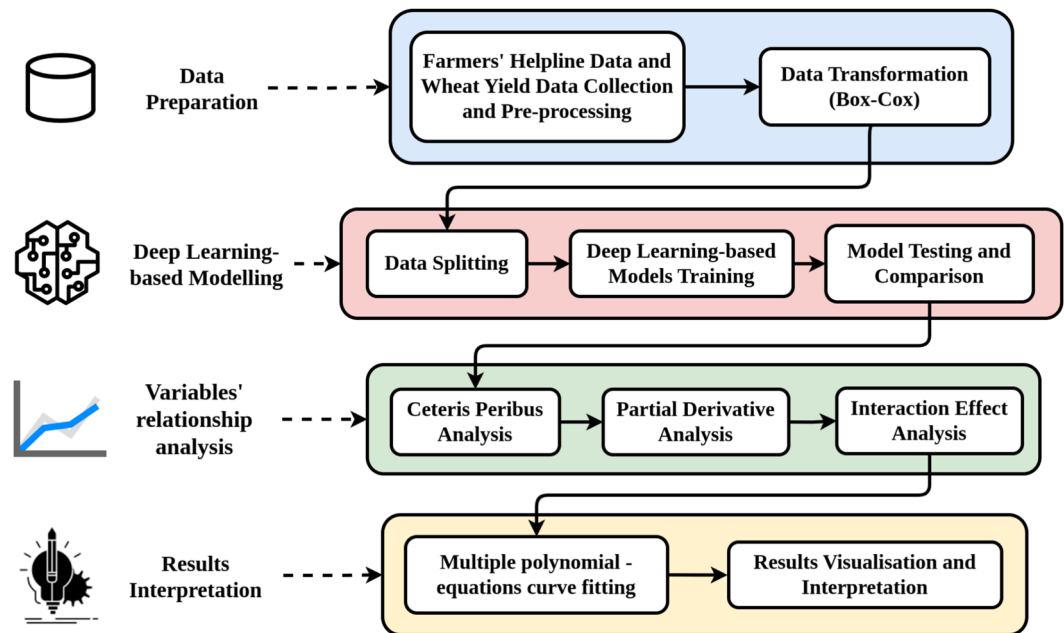 Data
Preparation
Farmers' Helpline Data and
Wheat Yield Data Collection
and Pre-processing
Data Transformation
(Box-Cox)
Deep Learning-
based Modelling
Data Splitting
Deep Learning-based
Models Training
Model Testing and
Comparison
Variables'
relationship
analysis
Ceteris Peribus
Analysis
Partial Derivative
Analysis
Interaction Effect
Analysis
Results
Interpretation
Multiple polynomial -
equations curve fitting
Results Visualisation and
Interpretation